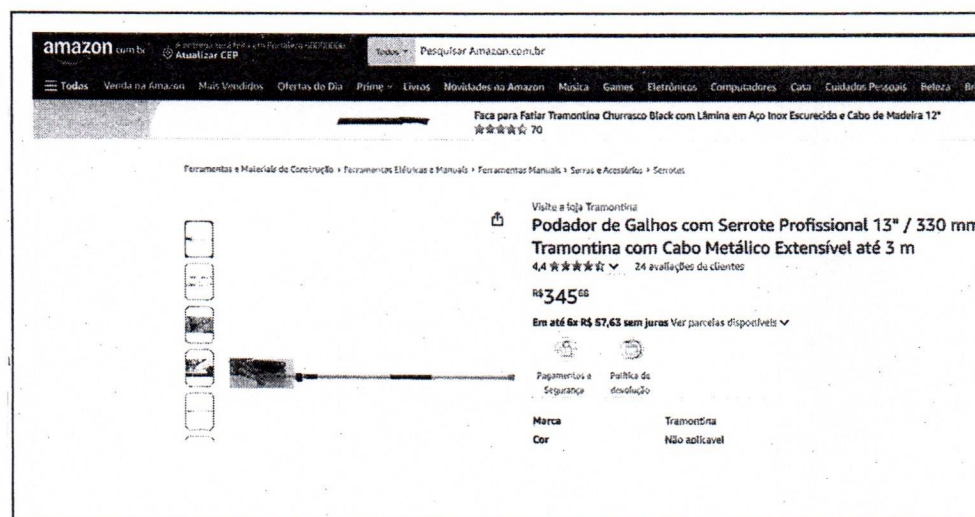 amazon.com.br
Atualizar CEP
Todos
Pesquisar Amazon.com.br
Todos Venda na Amazon Mais Vendidos Ofertas do Dia Prime Livros Novidades na Amazon Música Games Eletrônicos Computadores Casa Cuidados Pessoais Beleza
Faca para Fatiar Tramontina Churrasco Black com Lâmina em Aço Inox Escurecido e Cabo de Madeira 12"
70
Ferramentas e Materiais de Construção › Ferramentas Elétricas e Manuais › Ferramentas Manuais › Serras e Acessórios › Serrotes
Visite a loja Tramontina
Podador de Galhos com Serrote Profissional 13" / 330 mm
Tramontina com Cabo Metálico Extensível até 3 m
4,4 24 avaliações de clientes
R$345
Em até 6x R$ 57,63 sem juros Ver parcelas disponíveis
Pagamentos e Segurança
Política de devolução
Marca Tramontina
Cor Não aplicavel